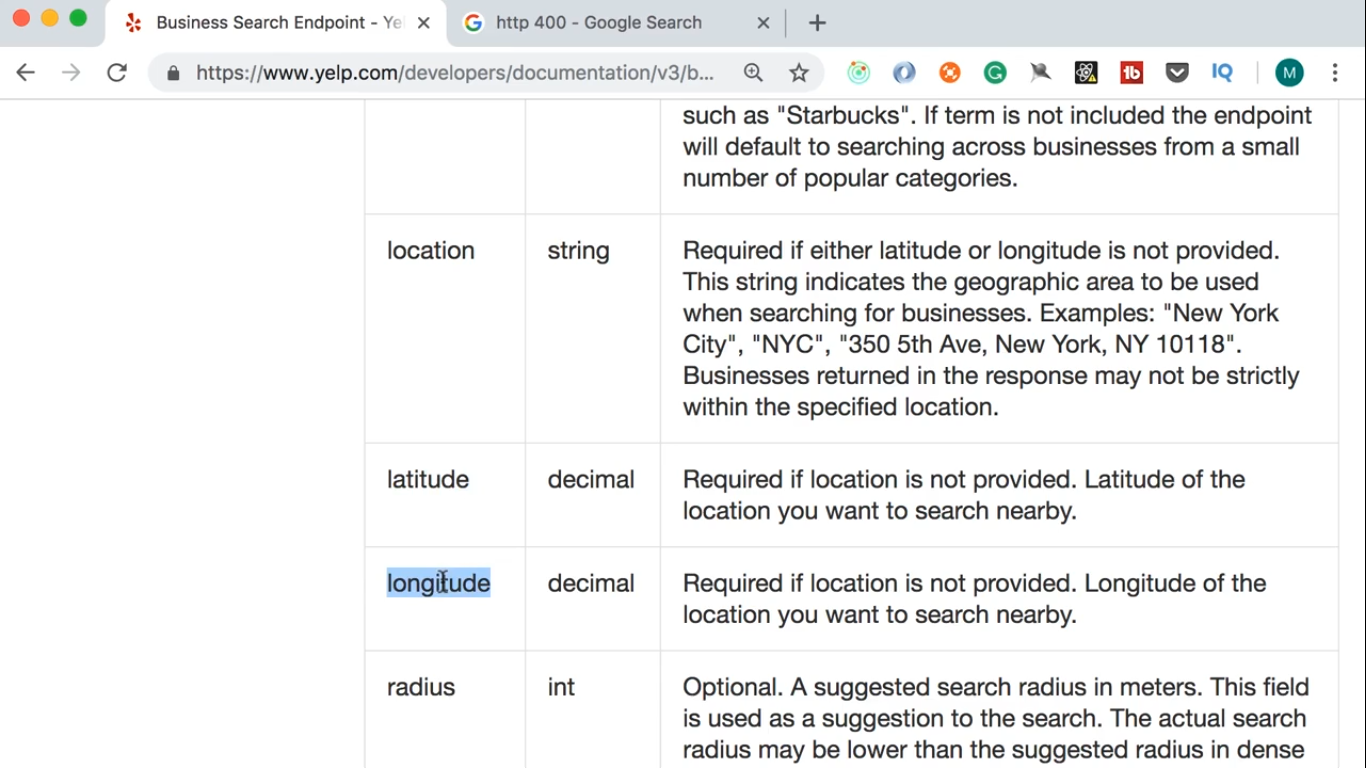 Business Search Endpoint - Ye
http 400 - Google Search
https://www.yelp.com/developers/documentation/v3/b...
IQ
M
such as "Starbucks". If term is not included the endpoint
will default to searching across businesses from a small
number of popular categories.
location string Required if either latitude or longitude is not provided.
This string indicates the geographic area to be used
when searching for businesses. Examples: "New York
City", "NYC", "350 5th Ave, New York, NY 10118".
Businesses returned in the response may not be strictly
within the specified location.
latitude decimal Required if location is not provided. Latitude of the
location you want to search nearby.
longitude decimal Required if location is not provided. Longitude of the
location you want to search nearby.
radius int Optional. A suggested search radius in meters. This field
is used as a suggestion to the search. The actual search
radius may be lower than the suggested radius in dense